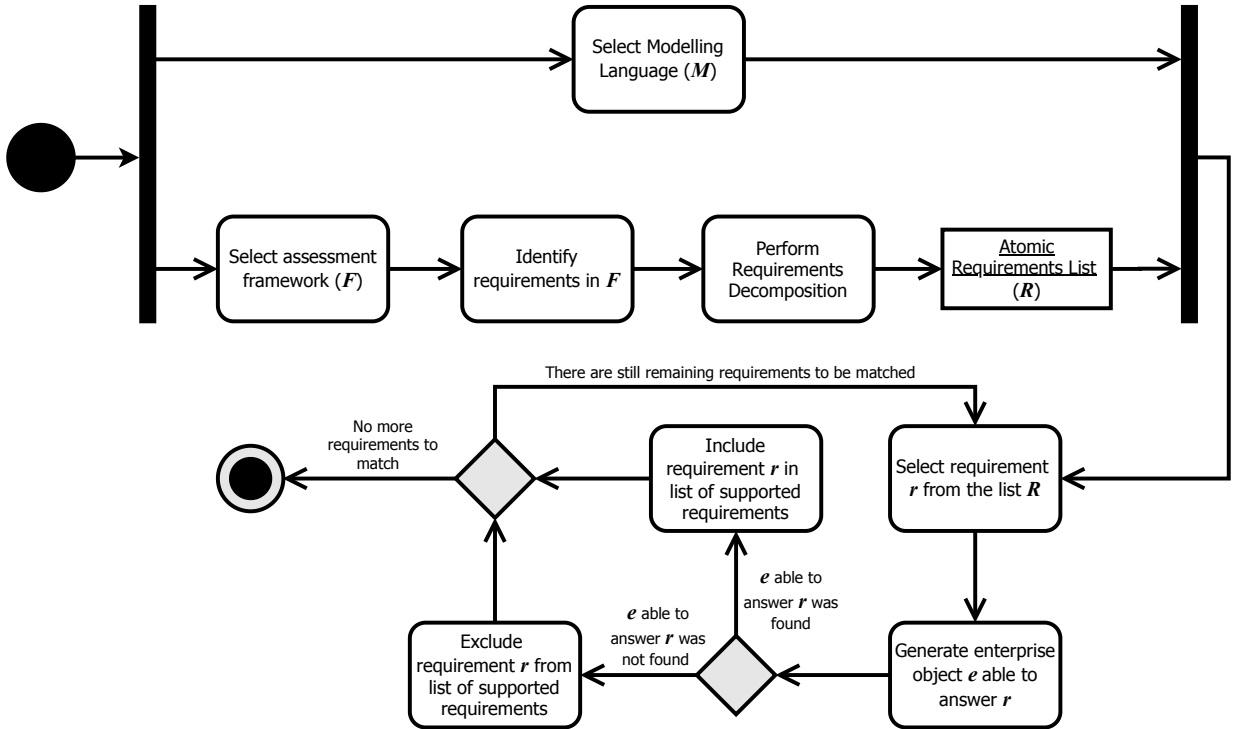 Select Modelling
Language (M)
Select assessment
framework (F)
Identify
requirements in F
Perform
Requirements
Decomposition
Atomic
Requirements List
(R)
There are still remaining requirements to be matched
No more
requirements to
match
Include
requirement r in
list of supported
requirements
Select requirement
r from the list R
e able to
answer r was
found
e able to
answer r was
not found
Exclude
requirement r from
list of supported
requirements
Generate enterprise
object e able to
answer r